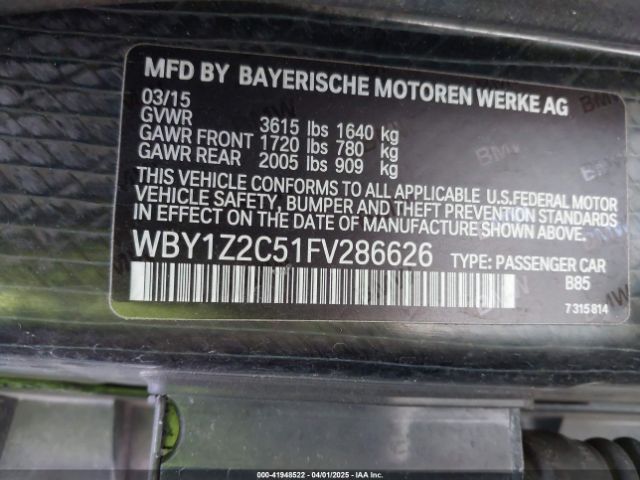 MFD BY BAYERISCHE MOTOREN WERKE AG
03/15
GVWR 3615 lbs 1640 kg
GAWR FRONT 1720 lbs 780 kg
GAWR REAR 2005 lbs 909 kg
THIS VEHICLE CONFORMS TO ALL APPLICABLE U.S.FEDERAL MOTOR
VEHICLE SAFETY, BUMPER AND THEFT PREVENTION STANDARDS
IN EFFECT ON THE DATE OF MANUFACTURE SHOWN ABOVE.
WBY1Z2C51FV286626 TYPE: PASSENGER CAR
B85
7 315 814
000-41948522 - 04/01/2025 - IAA Inc.